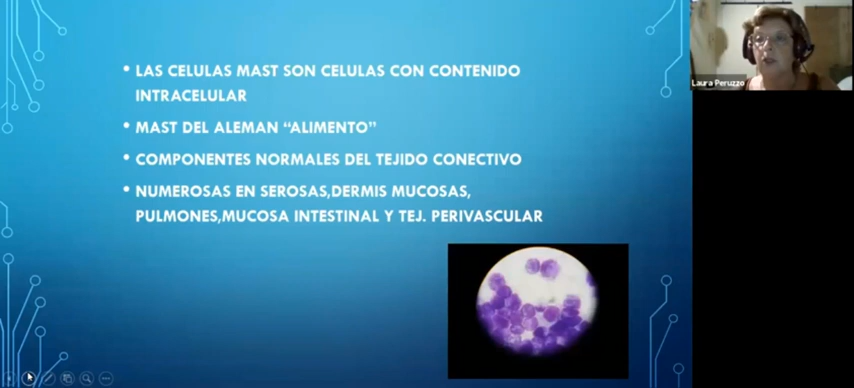 • LAS CELULAS MAST SON CELULAS CON CONTENIDO
INTRACELULAR
• MAST DEL ALEMAN “ALIMENTO”
• COMPONENTES NORMALES DEL TEJIDO CONECTIVO
• NUMEROSAS EN SEROSAS,DERMIS MUCOSAS,
PULMONES,MUCOSA INTESTINAL Y TEJ. PERIVASCULAR
Laura Peruzzo